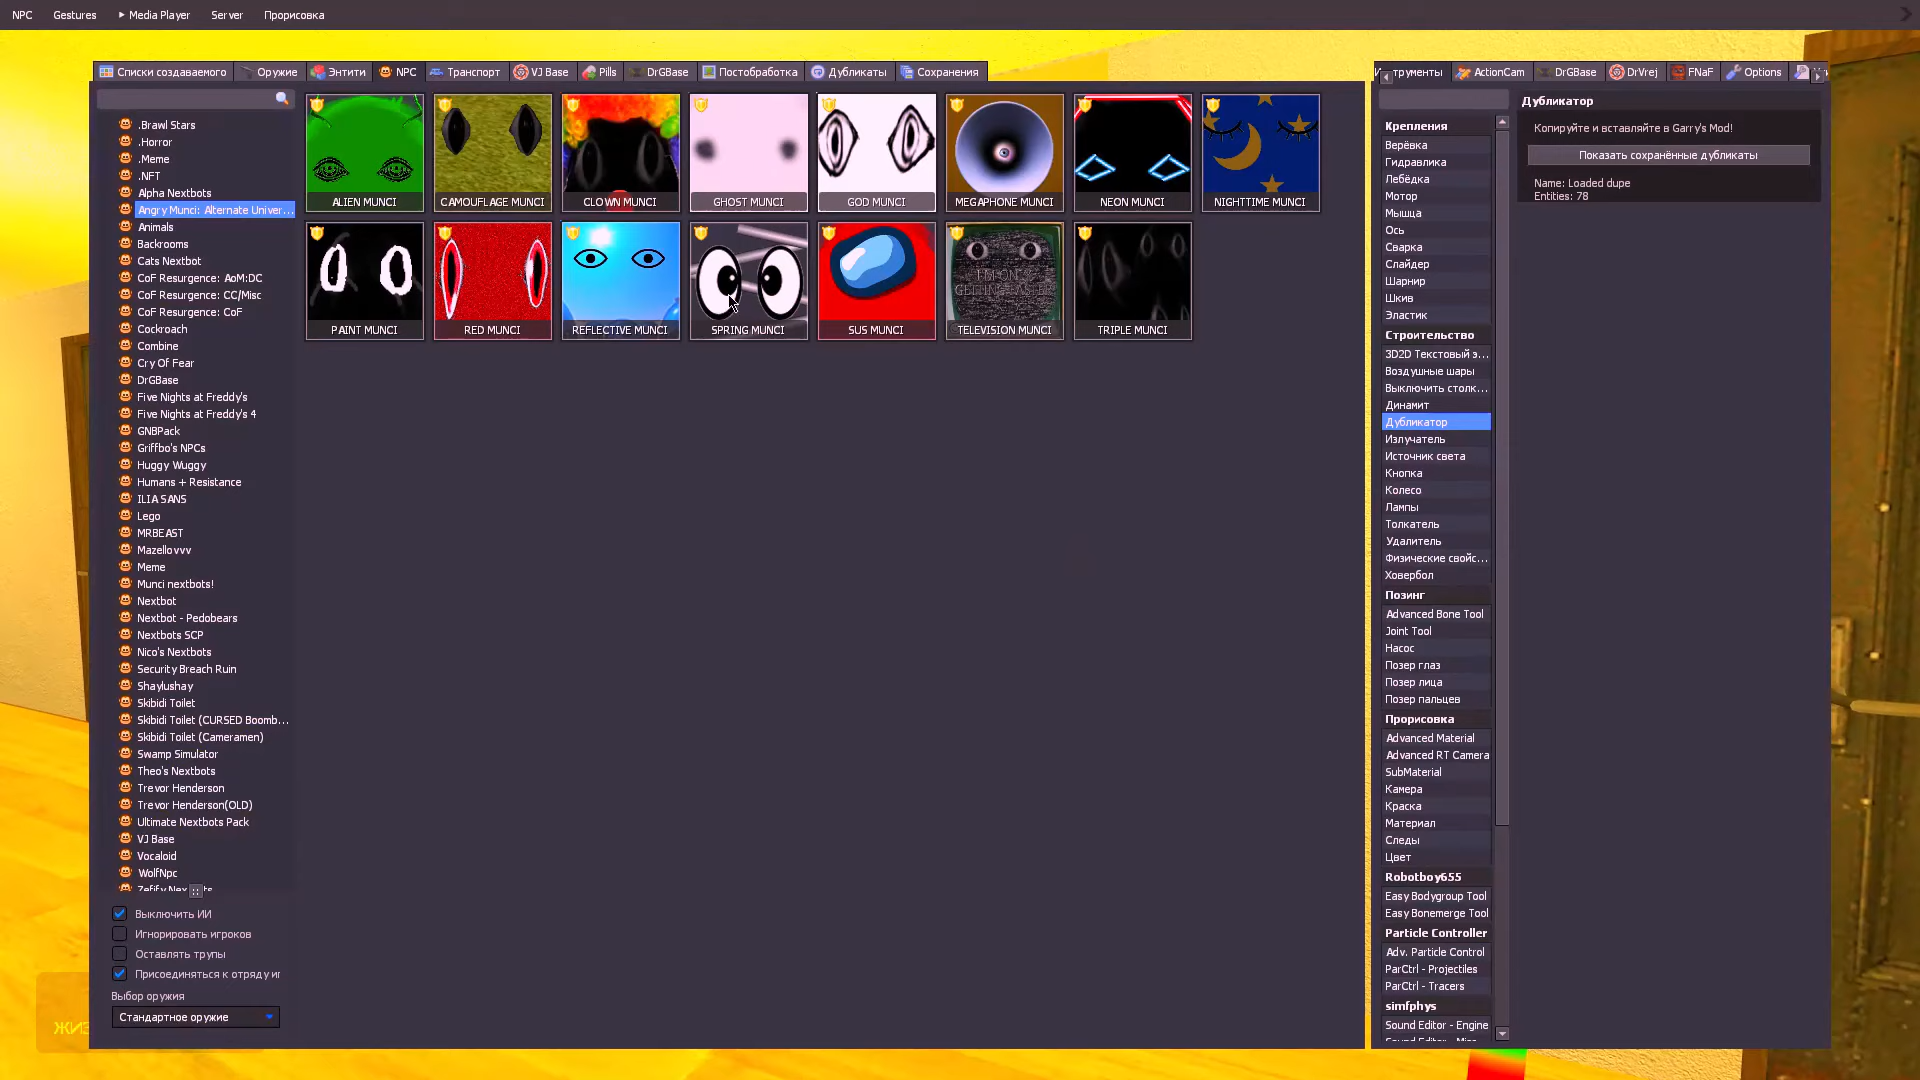 NPC
Gestures
Media Player
Server
Прорисовка
Списки создаваемого
Оружие
Энтити
NPC
Транспорт
VJ Base
Pills
DrGBase
Постобработка
Дубликаты
Сохранения
.Brawl Stars
.Horror
.Meme
.NFT
Alpha Nextbots
Angry Munci: Alternate Univer...
Animals
Backrooms
Cats Nextbot
CoF Resurgence: AoM:DC
CoF Resurgence: CC/Misc
CoF Resurgence: CoF
Cockroach
Combine
Cry Of Fear
DrGBase
Five Nights at Freddy's
Five Nights at Freddy's 4
GNBPack
Griffbo's NPCs
Huggy Wuggy
Humans + Resistance
ILIA SANS
Lego
MRBEAST
Mazellovvv
Meme
Munci nextbots!
Nextbot
Nextbot - Pedobears
Nextbots SCP
Nico's Nextbots
Security Breach Ruin
Shaylushay
Skibidi Toilet
Skibidi Toilet (CURSED Boomb...
Skibidi Toilet (Cameramen)
Swamp Simulator
Theo's Nextbots
Trevor Henderson
Trevor Henderson(OLD)
Ultimate Nextbots Pack
VJ Base
Vocaloid
WolfNpc
Выключить ИИ
Игнорировать игроков
Оставлять трупы
Присоединяться к отряду иг
Выбор оружия
Стандартное оружие
ALIEN MUNCI
CAMOUFLAGE MUNCI
CLOWN MUNCI
GHOST MUNCI
GOD MUNCI
MEGAPHONE MUNCI
NEON MUNCI
NIGHTTIME MUNCI
PAINT MUNCI
RED MUNCI
REFLECTIVE MUNCI
SPRING MUNCI
SUS MUNCI
TELEVISION MUNCI
TRIPLE MUNCI
ActionCam
DrGBase
DrVrej
FNaF
Options
Крепления
Верёвка
Гидравлика
Лебёдка
Мотор
Мышца
Ось
Сварка
Слайдер
Шарнир
Шкив
Эластик
Строительство
3D2D Текстовый э...
Воздушные шары
Выключить столк...
Динамит
Дубликатор
Излучатель
Источник света
Кнопка
Колесо
Лампы
Толкатель
Удалитель
Физические свойс...
Ховербол
Позинг
Advanced Bone Tool
Joint Tool
Насос
Позер глаз
Позер лица
Позер пальцев
Прорисовка
Advanced Material
Advanced RT Camera
SubMaterial
Камера
Краска
Материал
Следы
Цвет
Robotboy655
Easy Bodygroup Tool
Easy Bonemerge Tool
Particle Controller
Adv. Particle Control
ParCtrl - Projectiles
ParCtrl - Tracers
simfphys
Sound Editor - Engine
Дубликатор
Копируйте и вставляйте в Garry's Mod!
Показать сохранённые дубликаты
Name: Loaded dupe
Entities: 78